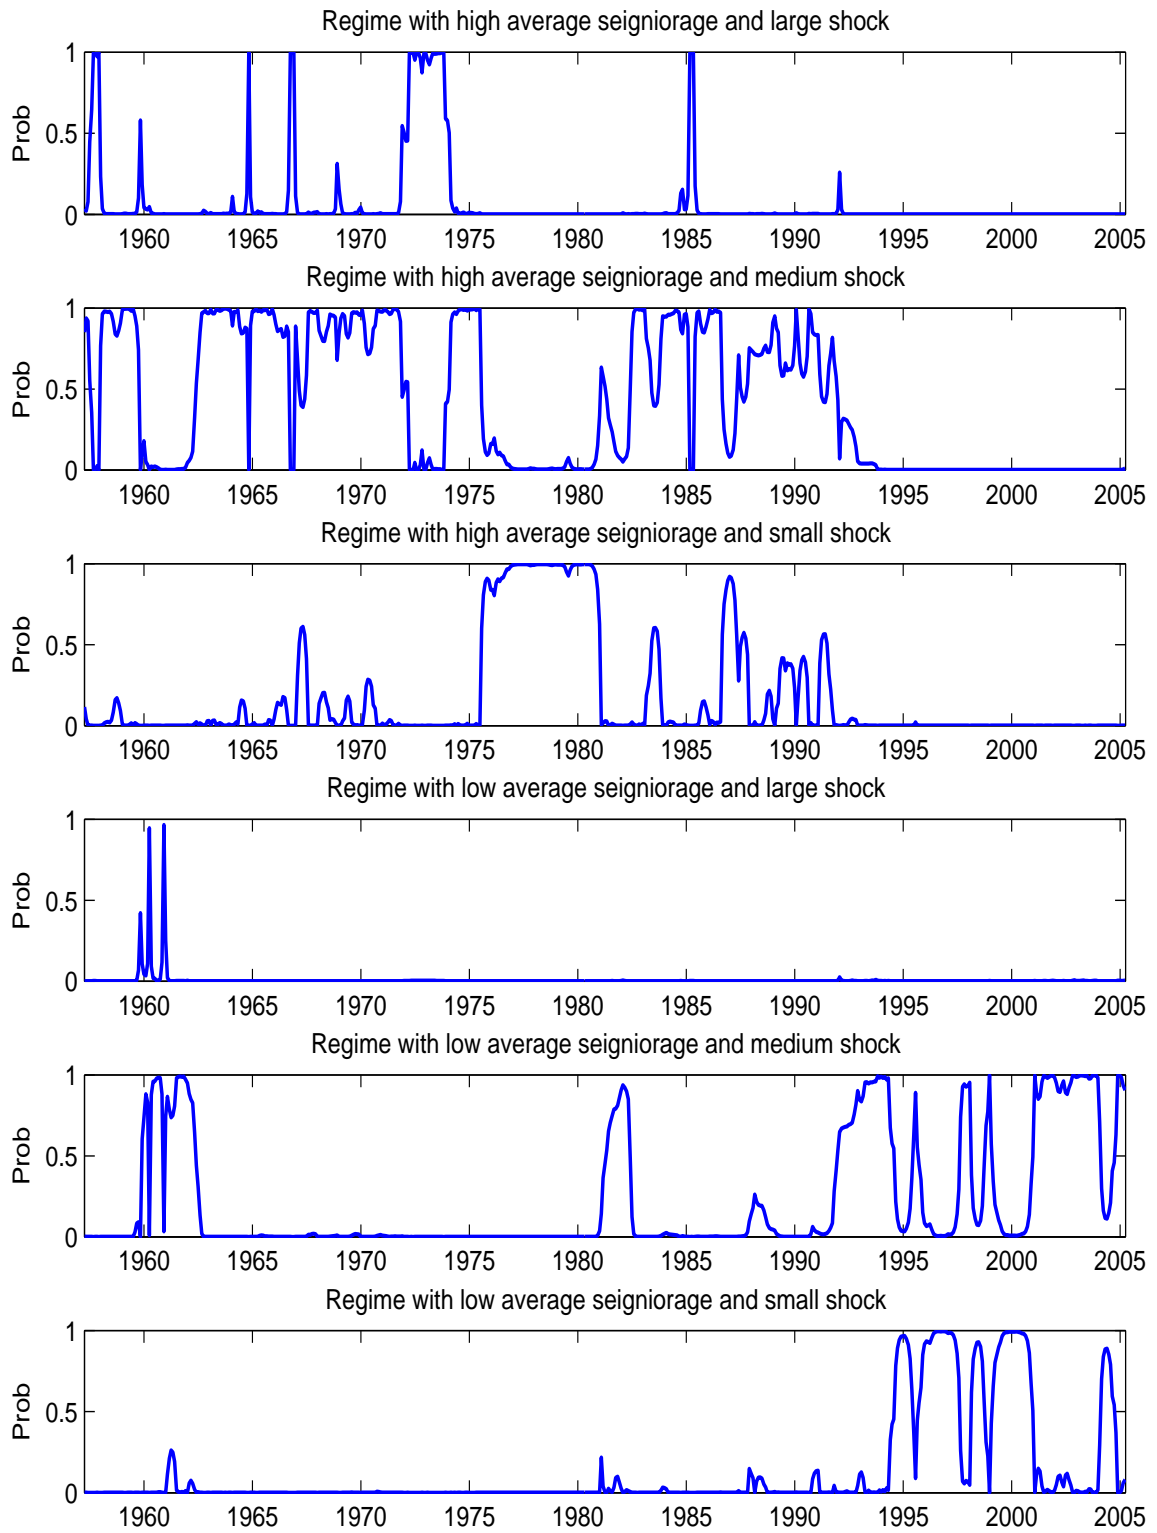 Regime with high average seigniorage and large shock
1
0.5
0
Prob
1960 1965 1970 1975 1980 1985 1990 1995 2000 2005
Regime with high average seigniorage and medium shock
1
0.5
0
Prob
1960 1965 1970 1975 1980 1985 1990 1995 2000 2005
Regime with high average seigniorage and small shock
1
0.5
0
Prob
1960 1965 1970 1975 1980 1985 1990 1995 2000 2005
Regime with low average seigniorage and large shock
1
0.5
0
Prob
1960 1965 1970 1975 1980 1985 1990 1995 2000 2005
Regime with low average seigniorage and medium shock
1
0.5
0
Prob
1960 1965 1970 1975 1980 1985 1990 1995 2000 2005
Regime with low average seigniorage and small shock
1
0.5
0
Prob
1960 1965 1970 1975 1980 1985 1990 1995 2000 2005